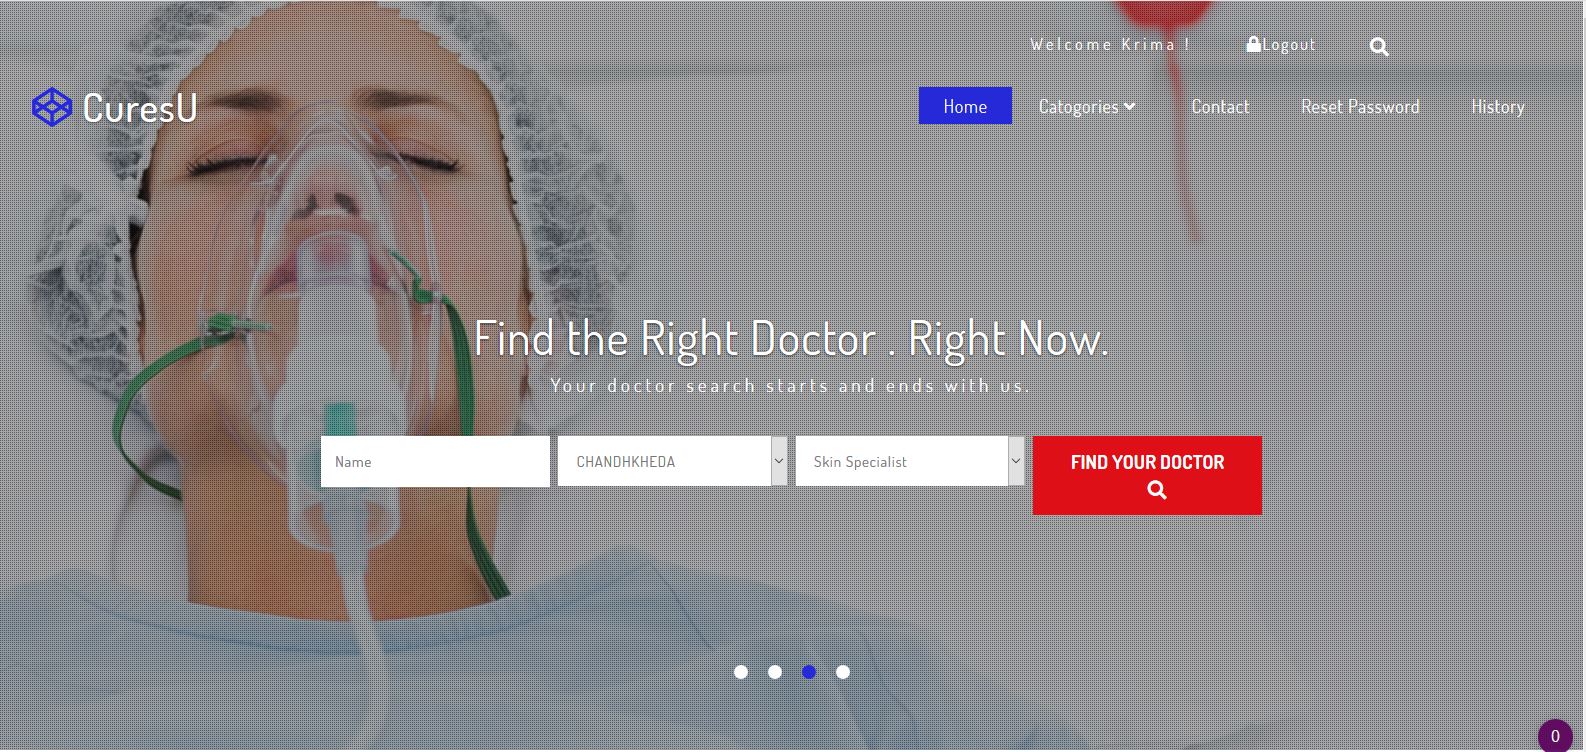 Welcome Krima !
Logout
CuresU
Home
Catogories
Contact
Reset Password
History
Find the Right Doctor . Right Now.
Your doctor search starts and ends with us.
Name
CHANDHKHEDA
Skin Specialist
FIND YOUR DOCTOR
0